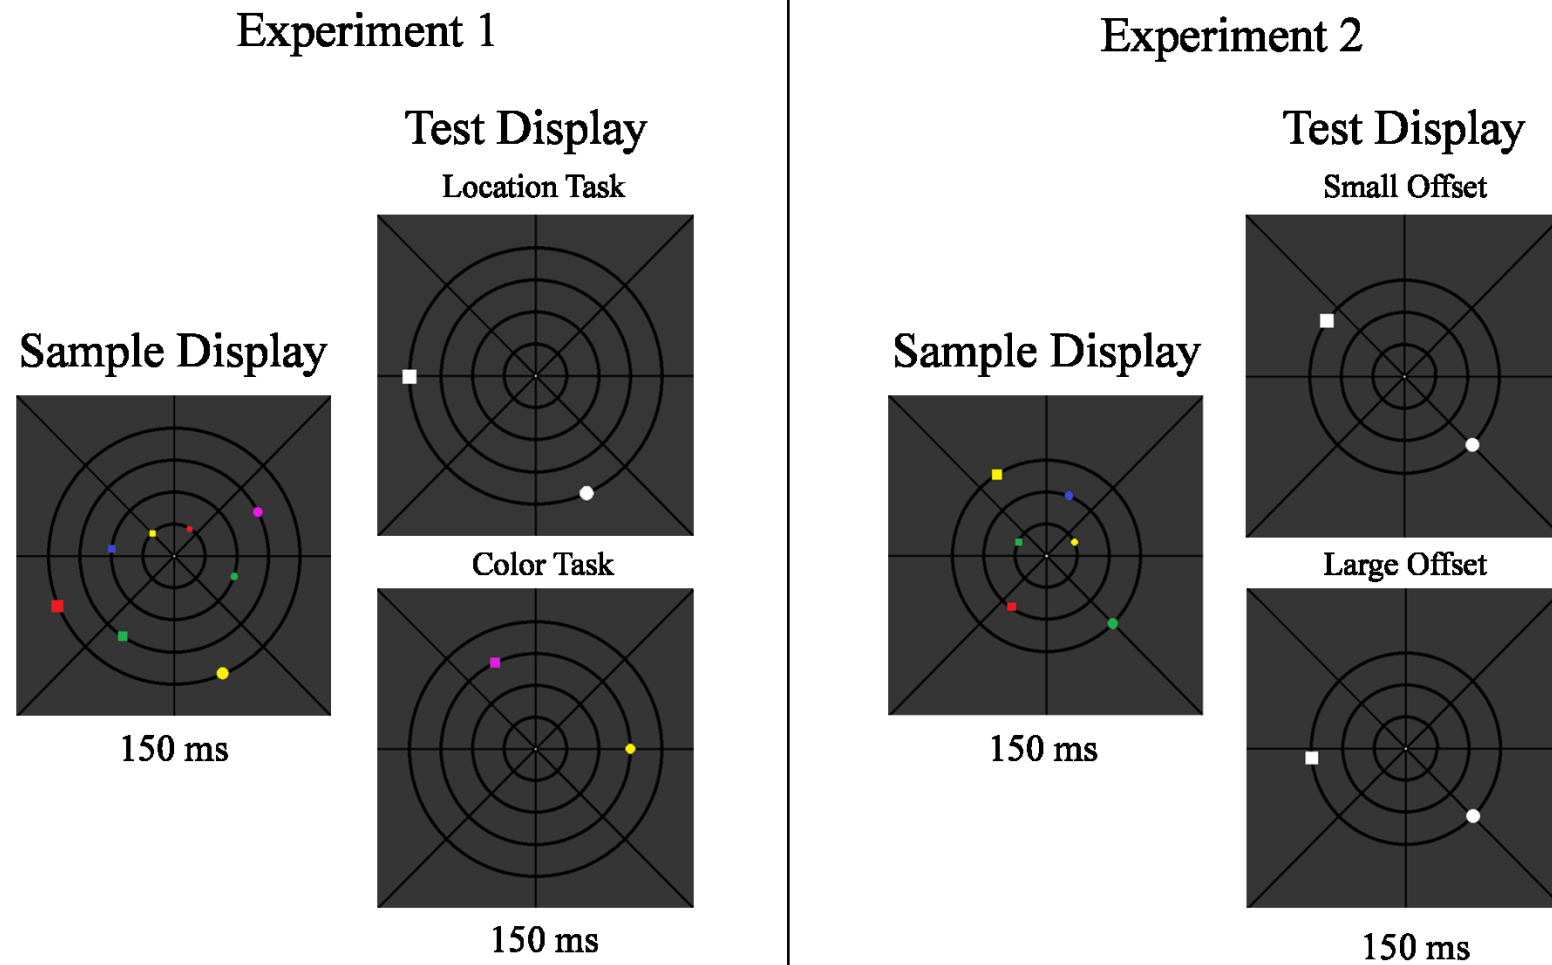 Experiment 1
Test Display
Location Task
Sample Display
150 ms
Color Task
150 ms
Experiment 2
Test Display
Small Offset
Sample Display
150 ms
Large Offset
150 ms